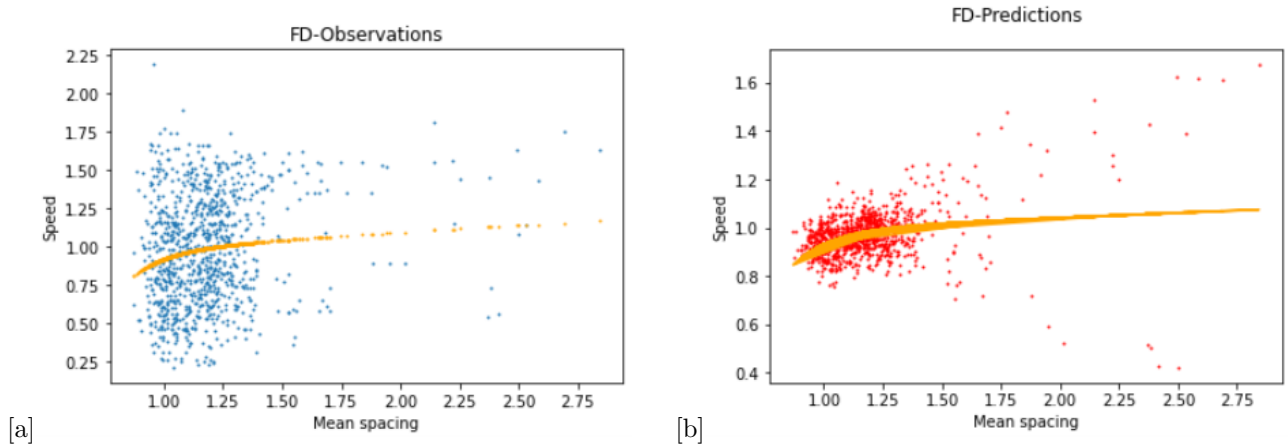 FD-Observations
2.25
2.00
1.75
1.50
1.25
1.00
0.75
0.50
0.25
Speed
1.00 1.25 1.50 1.75 2.00 2.25 2.50 2.75
Mean spacing
[a]
FD-Predictions
1.6
1.4
1.2
1.0
0.8
0.6
0.4
Speed
1.00 1.25 1.50 1.75 2.00 2.25 2.50 2.75
Mean spacing
[b]